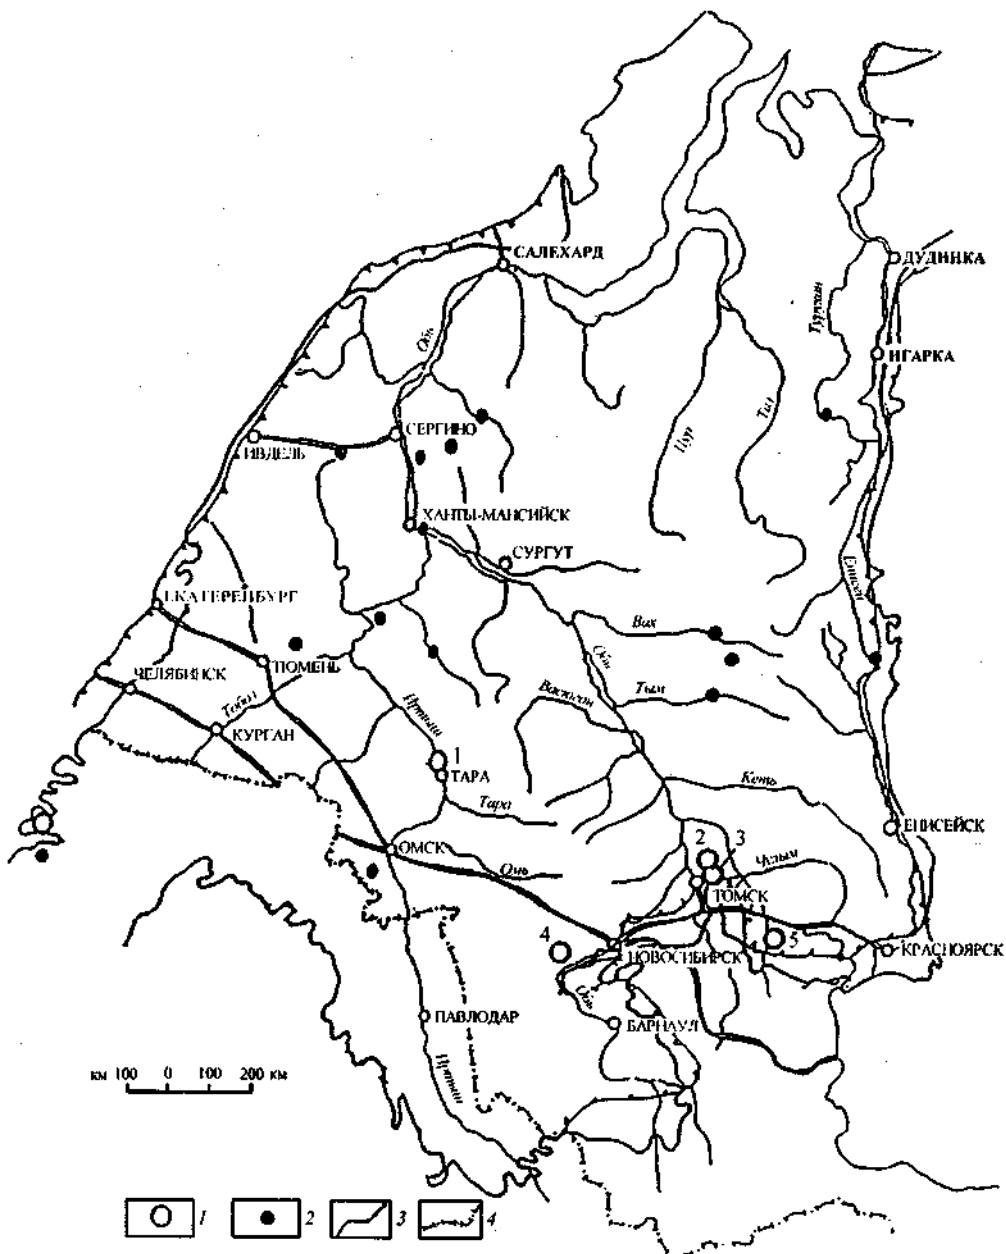 САЛЕХАРД
ДУДИНКА
Обь
Турухан
ИГАРКА
Таз
Пур
СЕРГИНО
ИВДЕЛЬ
ХАНТЫ-МАНСИЙСК
СУРГУТ
Енисей
ЕКАТЕРЕНБУРГ
Вах
ТЮМЕНЬ
Обь
ЧЕЛЯБИНСК
Тобол
Иртыш
Васюган
Тым
КУРГАН
1
ТАРА
Кеть
Тара
ЕНИСЕЙСК
2 3
ОМСК
Омь
Чулым
ТОМСК
4
5
НОВОСИБИРСК
КРАСНОЯРСК
Обь
ПАВЛОДАР
БАРНАУЛ
Иртыш
км 100 0 100 200 км
1 2 3 4